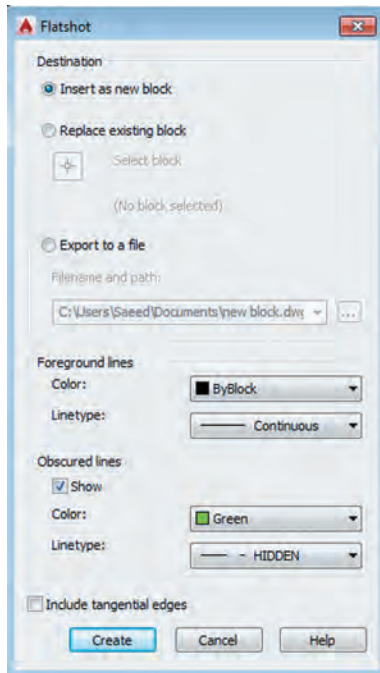 Flatshot
Destination
Insert as new block
Replace existing block
Select block
(No block selected)
Export to a file
Filename and path:
C:\Users\Saeed\Documents\new block.dwg
...
Foreground lines
Color:
ByBlock
Linetype:
Continuous
Obscured lines
Show
Color:
Green
Linetype:
HIDDEN
Include tangential edges
Create
Cancel
Help